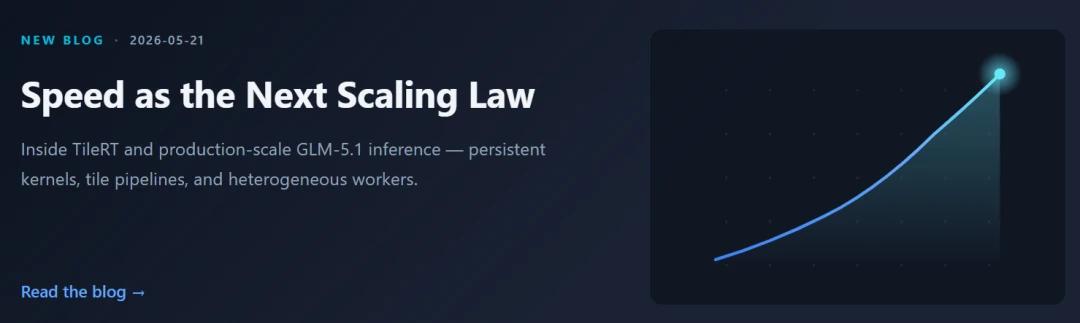 NEW BLOG · 2026-05-21
Speed as the Next Scaling Law
Inside TileRT and production-scale GLM-5.1 inference — persistent
kernels, tile pipelines, and heterogeneous workers.
Read the blog →